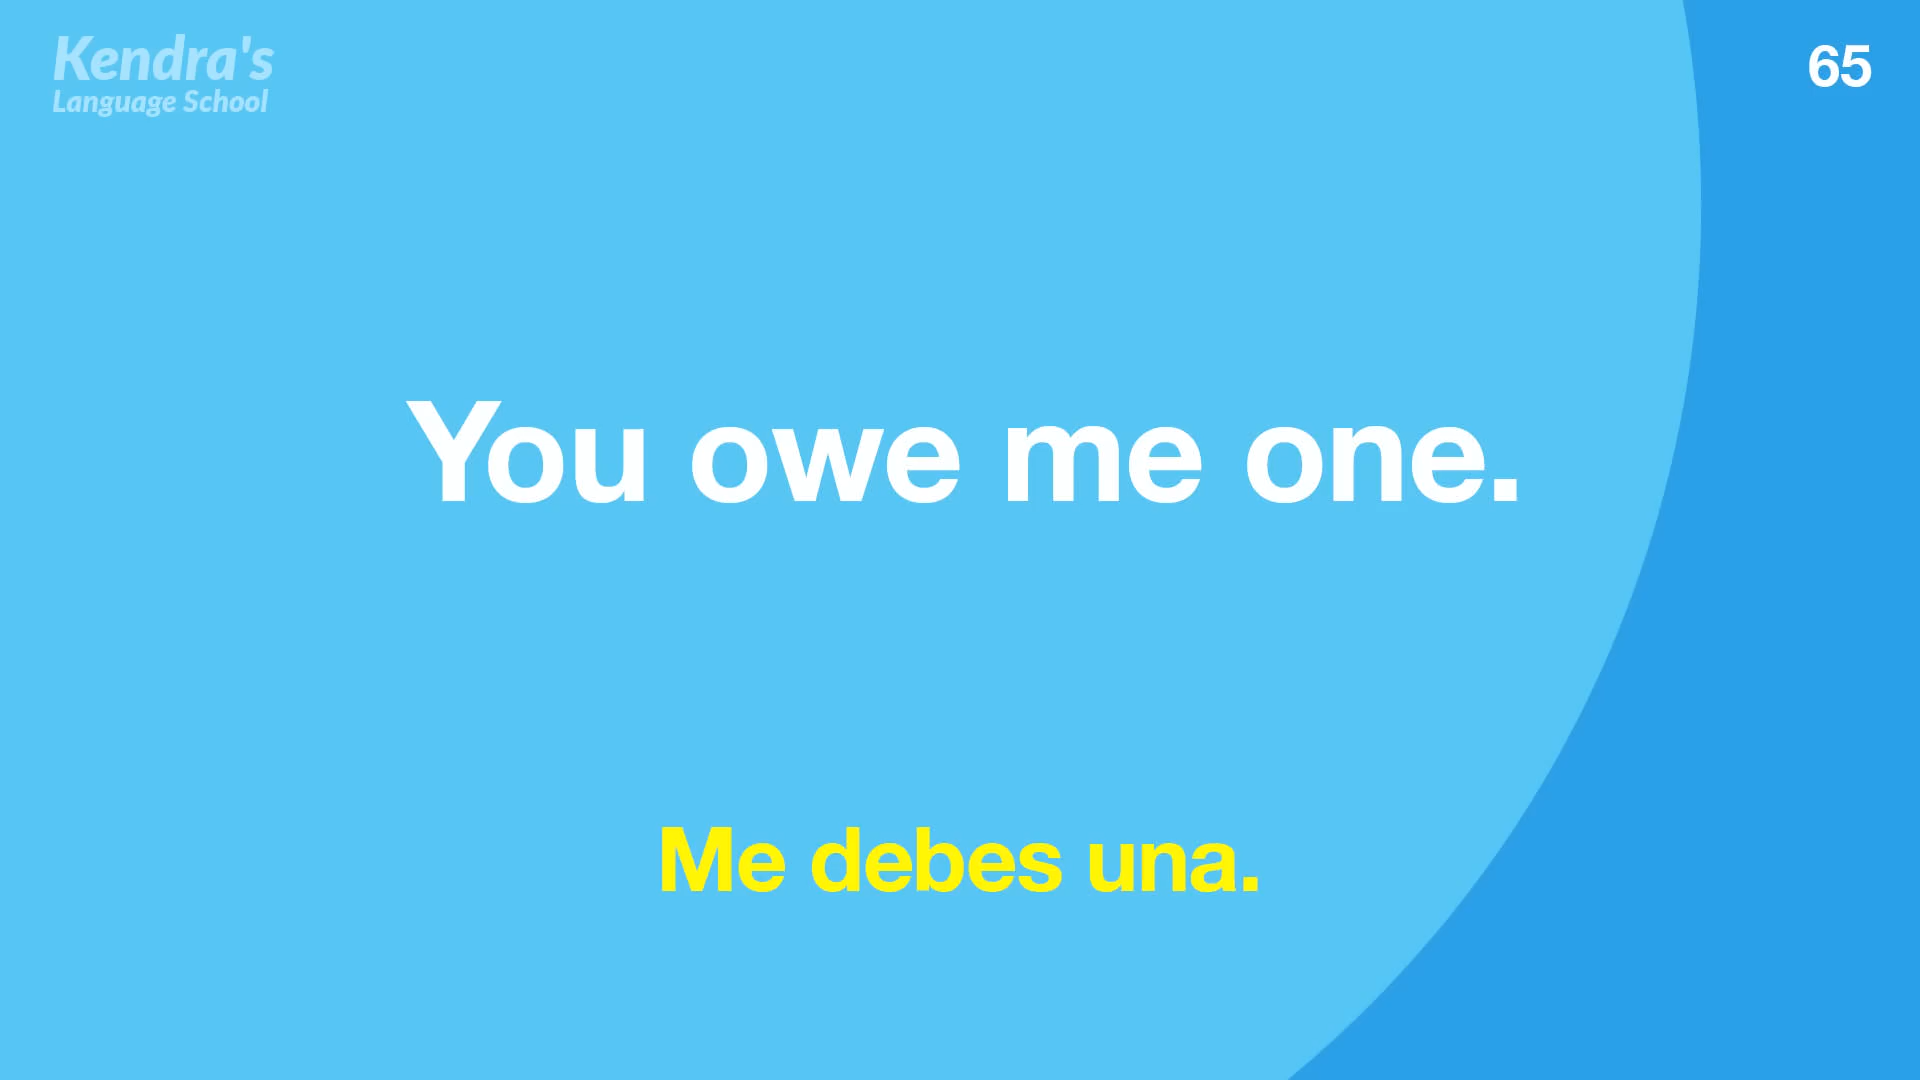 Kendra's
Language School
65
You owe me one.
Me debes una.